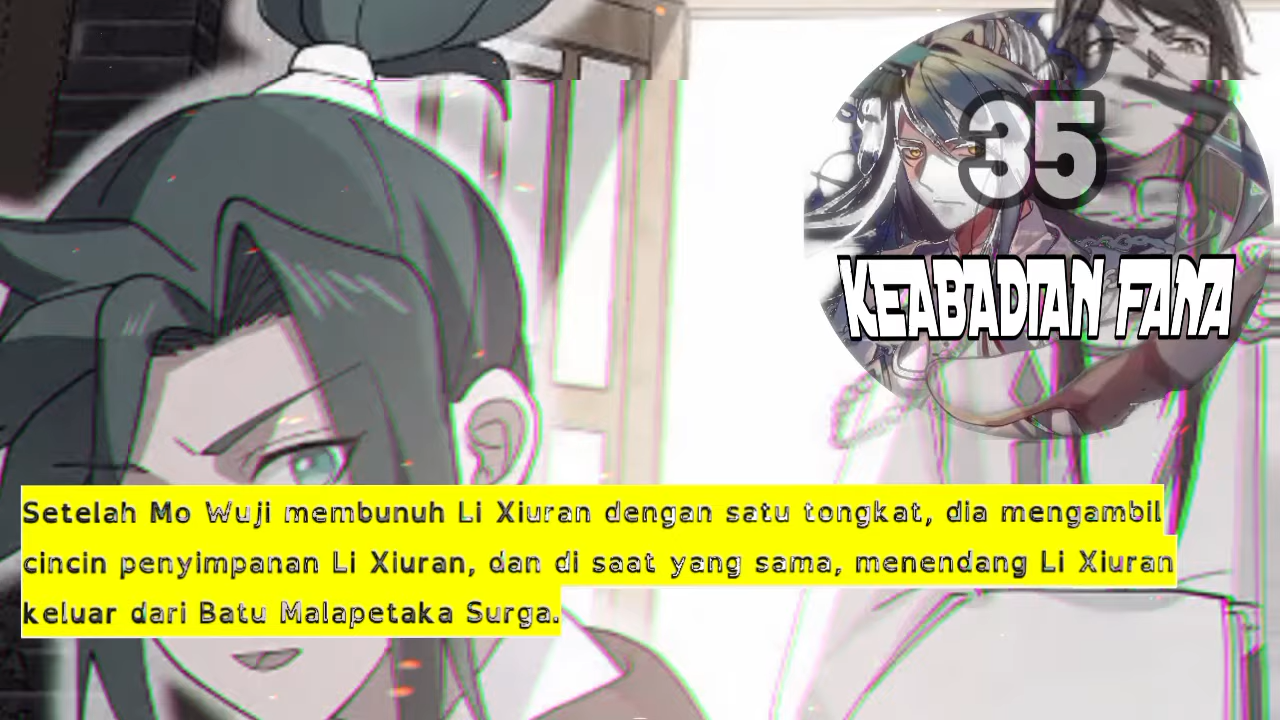 35
KEABADIAN FANA
Setelah Mo Wuji membunuh Li Xiuran dengan satu tongkat, dia mengambil
cincin penyimpanan Li Xiuran, dan di saat yang sama, menendang Li Xiuran
keluar dari Batu Malapetaka Surga.